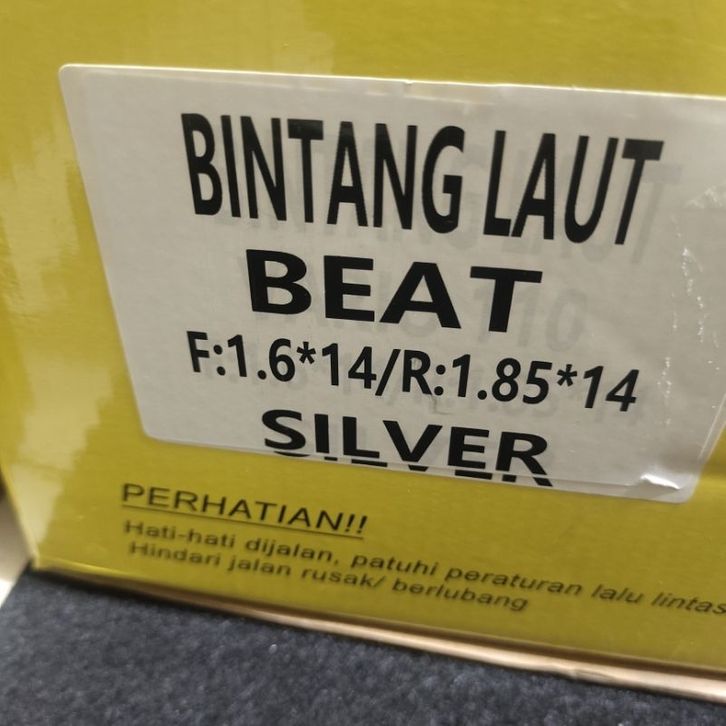 BINTANG LAUT
BEAT
F:1.6*14/R:1.85*14
SILVER
PERHATIAN!!
Hati-hati dijalan, patuhi peraturan lalu lintas
Hindari jalan rusak/ berlubang